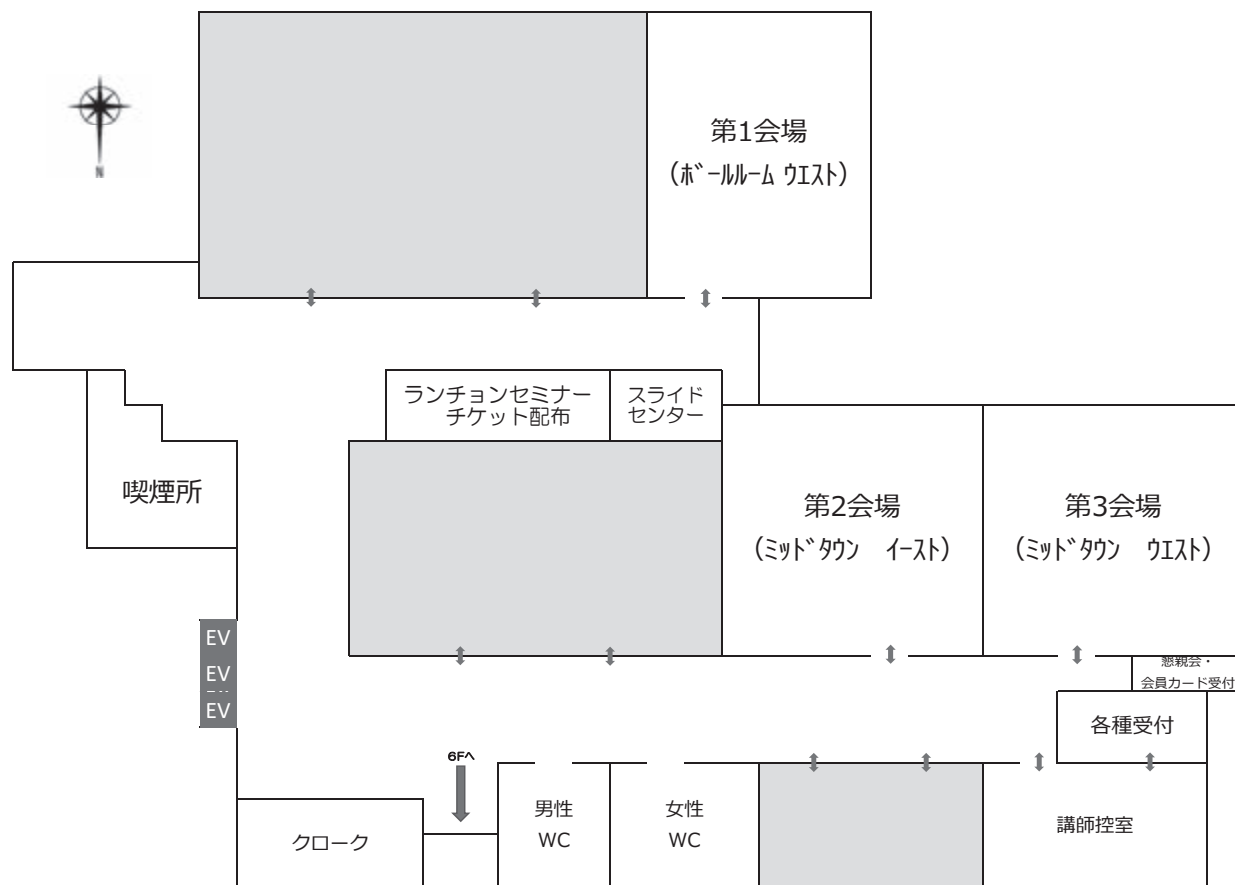 第1会場
(ﾎﾞｰﾙﾙｰﾑ ｳｴｽﾄ)
N
ランチョンセミナー
チケット配布
スライド
センター
喫煙所
第2会場
(ﾐｯﾄﾞﾀｳﾝ　ｲｰｽﾄ)
第3会場
(ﾐｯﾄﾞﾀｳﾝ　ｳｴｽﾄ)
EV
EV
EV
懇親会・
会員カード受付
各種受付
6Fへ
男性
WC
女性
WC
講師控室
クローク